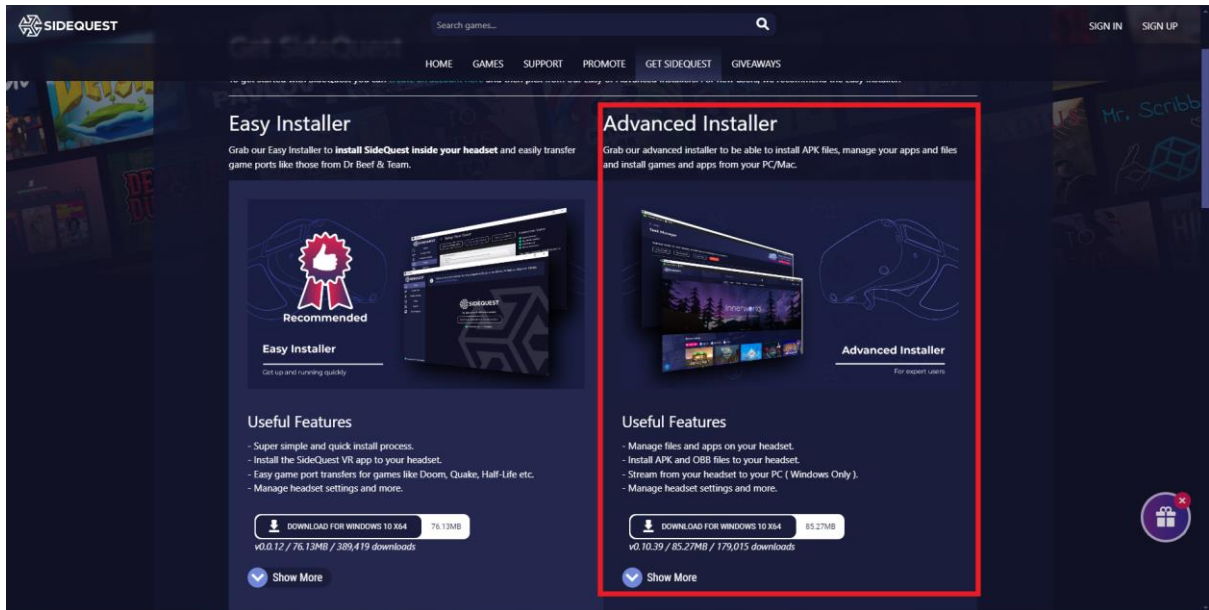 SIDEQUEST
Search games...
SIGN IN
SIGN UP
Get SideQuest
HOME
GAMES
SUPPORT
PROMOTE
GET SIDEQUEST
GIVEAWAYS
Easy Installer
Grab our Easy Installer to install SideQuest inside your headset and easily transfer
game ports like those from Dr Beef & Team.
Recommended
Easy Installer
Get up and running quickly
SIDEQUEST
Useful Features
- Super simple and quick install process.
- Install the SideQuest VR app to your headset.
- Easy game port transfers for games like Doom, Quake, Half-Life etc.
- Manage headset settings and more.
DOWNLOAD FOR WINDOWS 10 X64
76.13MB
v0.0.12 / 76.13MB / 389,419 downloads
Show More
Advanced Installer
Grab our advanced installer to be able to install APK files, manage your apps and files
and install games and apps from your PC/Mac.
innerworld
Advanced Installer
For expert users
Useful Features
- Manage files and apps on your headset.
- Install APK and OBB files to your headset.
- Stream from your headset to your PC ( Windows Only ).
- Manage headset settings and more.
DOWNLOAD FOR WINDOWS 10 X64
85.27MB
v0.10.39 / 85.27MB / 179,015 downloads
Show More
Mr. Scribb